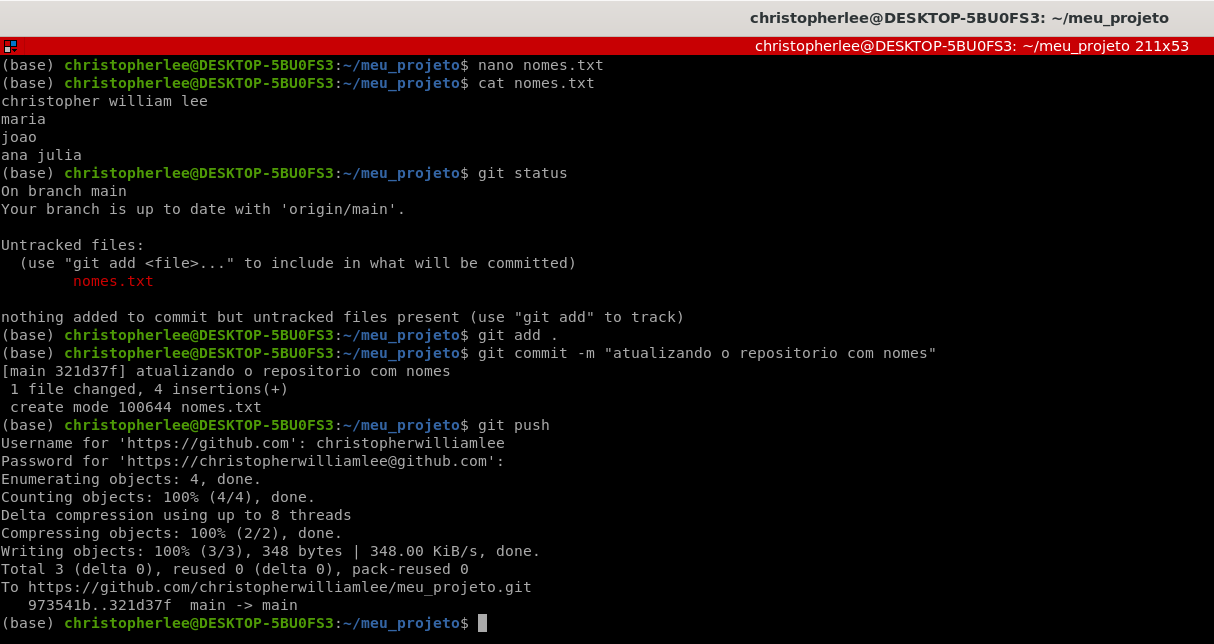 christopherlee@DESKTOP-5BU0FS3: ~/meu_projeto
christopherlee@DESKTOP-5BU0FS3: ~/meu_projeto 211x53
(base) christopherlee@DESKTOP-5BU0FS3:~/meu_projeto$ nano nomes.txt
(base) christopherlee@DESKTOP-5BU0FS3:~/meu_projeto$ cat nomes.txt
christopher william lee
maria
joao
ana julia
(base) christopherlee@DESKTOP-5BU0FS3:~/meu_projeto$ git status
On branch main
Your branch is up to date with 'origin/main'.

Untracked files:
  (use "git add <file>..." to include in what will be committed)
        nomes.txt

nothing added to commit but untracked files present (use "git add" to track)
(base) christopherlee@DESKTOP-5BU0FS3:~/meu_projeto$ git add .
(base) christopherlee@DESKTOP-5BU0FS3:~/meu_projeto$ git commit -m "atualizando o repositorio com nomes"
[main 321d37f] atualizando o repositorio com nomes
 1 file changed, 4 insertions(+)
 create mode 100644 nomes.txt
(base) christopherlee@DESKTOP-5BU0FS3:~/meu_projeto$ git push
Username for 'https://github.com': christopherwilliamlee
Password for 'https://christopherwilliamlee@github.com':
Enumerating objects: 4, done.
Counting objects: 100% (4/4), done.
Delta compression using up to 8 threads
Compressing objects: 100% (2/2), done.
Writing objects: 100% (3/3), 348 bytes | 348.00 KiB/s, done.
Total 3 (delta 0), reused 0 (delta 0), pack-reused 0
To https://github.com/christopherwilliamlee/meu_projeto.git
   973541b..321d37f  main -> main
(base) christopherlee@DESKTOP-5BU0FS3:~/meu_projeto$